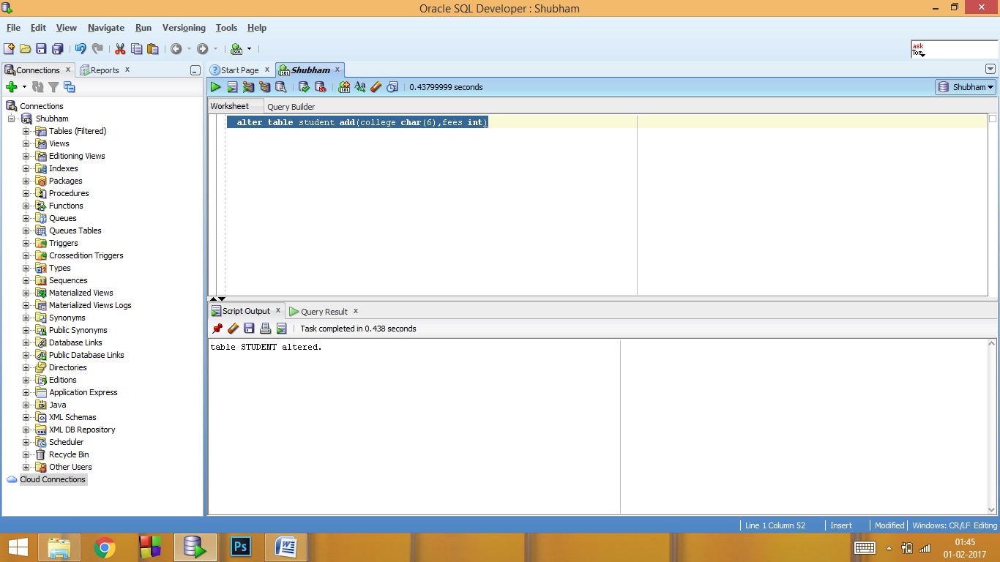 Oracle SQL Developer : Shubham
File Edit View Navigate Run Versioning Tools Help
ask
Tom
Connections x Reports x
Start Page x Shubham x
0.43799999 seconds
Shubham
Worksheet Query Builder
alter table student add(college char(6),fees int)
Connections
Shubham
Tables (Filtered)
Views
Editioning Views
Indexes
Packages
Procedures
Functions
Queues
Queues Tables
Triggers
Crossedition Triggers
Types
Sequences
Materialized Views
Materialized Views Logs
Synonyms
Public Synonyms
Database Links
Public Database Links
Directories
Editions
Application Express
Java
XML Schemas
XML DB Repository
Scheduler
Recycle Bin
Other Users
Cloud Connections
Script Output x Query Result x
Task completed in 0.438 seconds
table STUDENT altered.
Line 1 Column 52 Insert Modified Windows: CR/LF Editing
Ps
01:45
01-02-2017